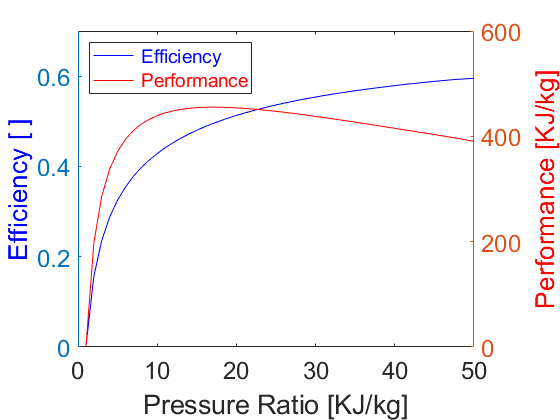 Efficiency
Performance
Efficiency [ ]
0
0.2
0.4
0.6
Performance [KJ/kg]
0
200
400
600
0
10
20
30
40
50
Pressure Ratio [KJ/kg]